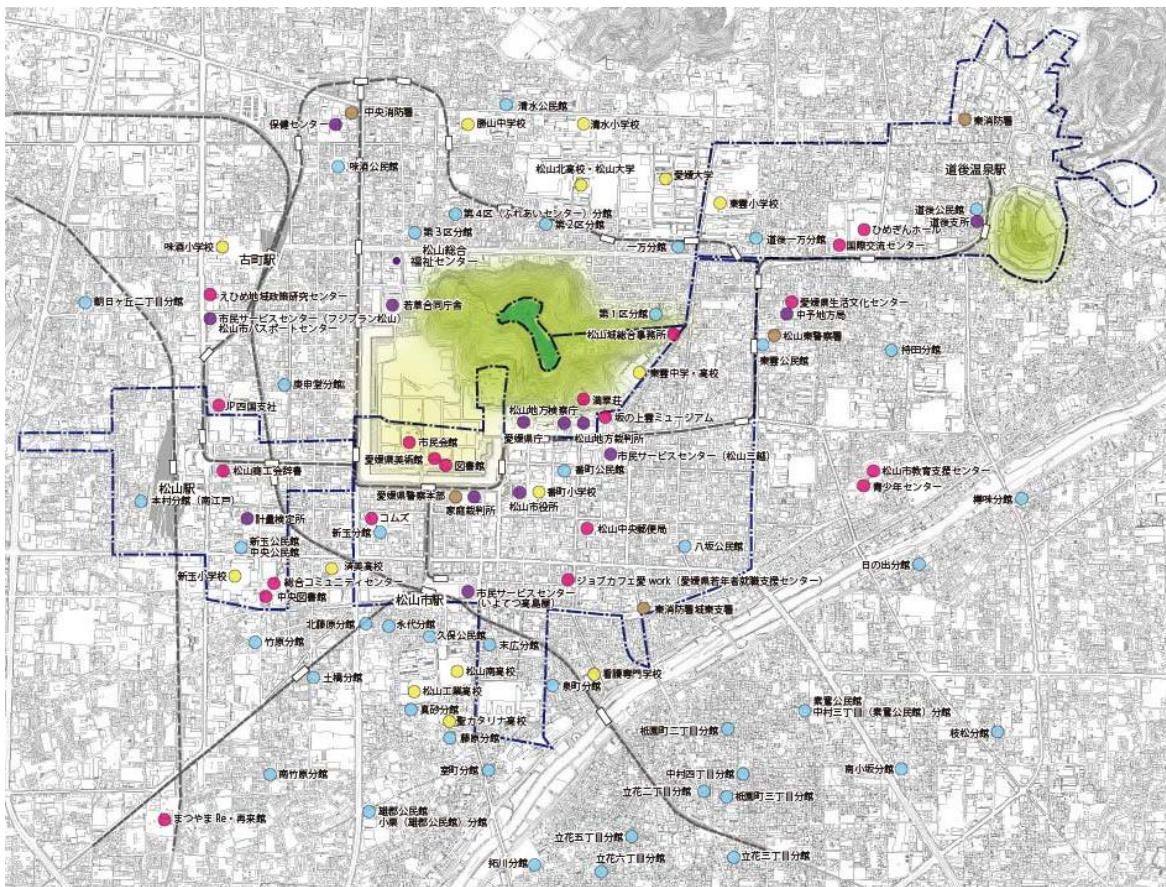 清水公民館
中央消防署
保健センター
勝山中学校
清水小学校
東消防署
味酒公民館
松山北高校・松山大学
愛媛大学
道後温泉駅
東雲小学校
道後公民館
道後支所
第4区(ふれあいセンター)分館
第3区分館
第2区分館
ひめぎんホール
国際交流センター
一万分館
道後一万分館
味酒小学校
古町駅
松山総合
福祉センター
えひめ地域政策研究センター
朝日ヶ丘二丁目分館
若草合同庁舎
愛媛県生活文化センター
中予地方局
市民サービスセンター(フジグラン松山)
松山市パスポートセンター
第1区分館
松山城総合事務所
松山東警察署
東雲公民館
持田分館
東雲中学・高校
庚申堂分館
萬翠荘
JP四国支社
松山地方検察庁
坂の上雲ミュージアム
愛媛県庁
松山地方裁判所
市民会館
市民サービスセンター(松山三越)
愛媛県美術館
図書館
番町公民館
松山商工会辞書
松山市教育支援センター
青少年センター
松山駅
本村分館(南江戸)
愛媛県警察本部
家庭裁判所
番町小学校
松山市役所
樽味分館
計量検定所
コムズ
新玉分館
松山中央郵便局
新玉公民館
中央公民館
八坂公民館
日の出分館
済美高校
新玉小学校
総合コミュニティセンター
中央図書館
ジョブカフェ愛work(愛媛県若年者就職支援センター)
松山市駅
市民サービスセンター
(いよてつ高島屋)
東消防署城東支署
北藤原分館
永代分館
久保公民館
末広分館
竹原分館
土橋分館
松山南高校
看護専門学校
泉町分館
松山工業高校
真砂分館
聖カタリナ高校
藤原分館
素鵞公民館
中村三丁目(素鵞公民館)分館
祇園町二丁目分館
枝松分館
室町分館
南竹原分館
中村四丁目分館
南小坂分館
立花二丁目分館
祇園町三丁目分館
雄郡公民館
小栗(雄郡公民館)分館
まつやまRe・再来館
立花五丁目分館
拓川分館
立花六丁目分館
立花三丁目分館